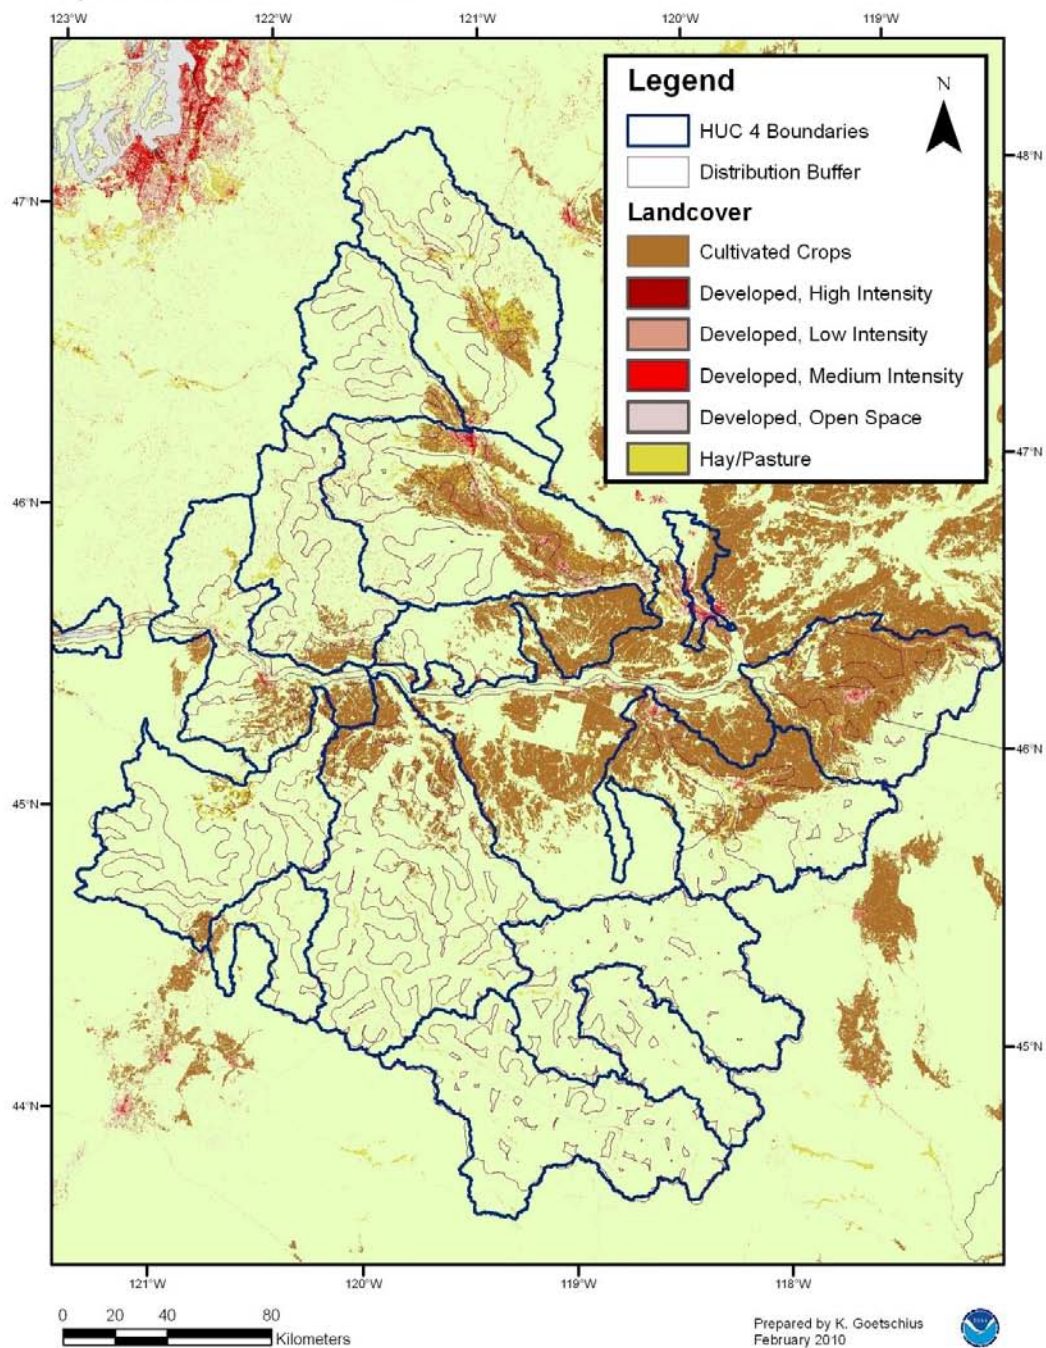 123°W 122°W 121°W 120°W 119°W
Legend
N
HUC 4 Boundaries
Distribution Buffer
Landcover
Cultivated Crops
Developed, High Intensity
Developed, Low Intensity
Developed, Medium Intensity
Developed, Open Space
Hay/Pasture
48°N
47°N
47°N
46°N
46°N
45°N
45°N
44°N
121°W 120°W 119°W 118°W
0 20 40 80
Kilometers
Prepared by K. Goetschius
February 2010